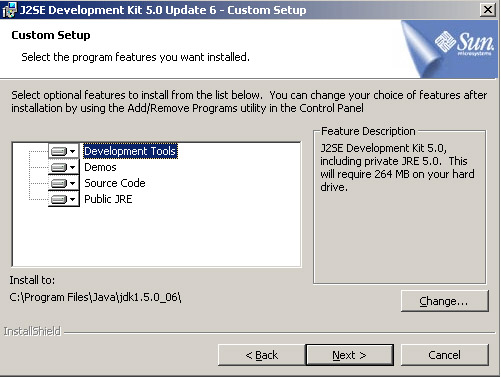 J2SE Development Kit 5.0 Update 6 - Custom Setup
Custom Setup
Select the program features you want installed.
Sun
microsystems
Select optional features to install from the list below. You can change your choice of features after
installation by using the Add/Remove Programs utility in the Control Panel
Development Tools
Demos
Source Code
Public JRE
Feature Description
J2SE Development Kit 5.0,
including private JRE 5.0. This
will require 264 MB on your hard
drive.
Install to:
C:\Program Files\Java\jdk1.5.0_06\
Change...
InstallShield
< Back
Next >
Cancel